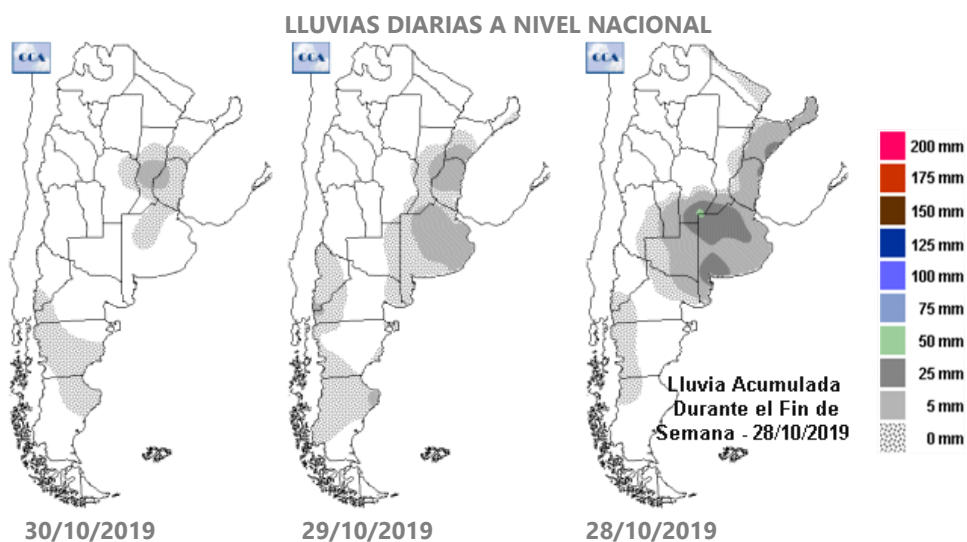 LLUVIAS DIARIAS A NIVEL NACIONAL
CCA
CCA
CCA
200 mm
175 mm
150 mm
125 mm
100 mm
75 mm
50 mm
25 mm
5 mm
0 mm
Lluvia Acumulada
Durante el Fin de
Semana - 28/10/2019
30/10/2019
29/10/2019
28/10/2019